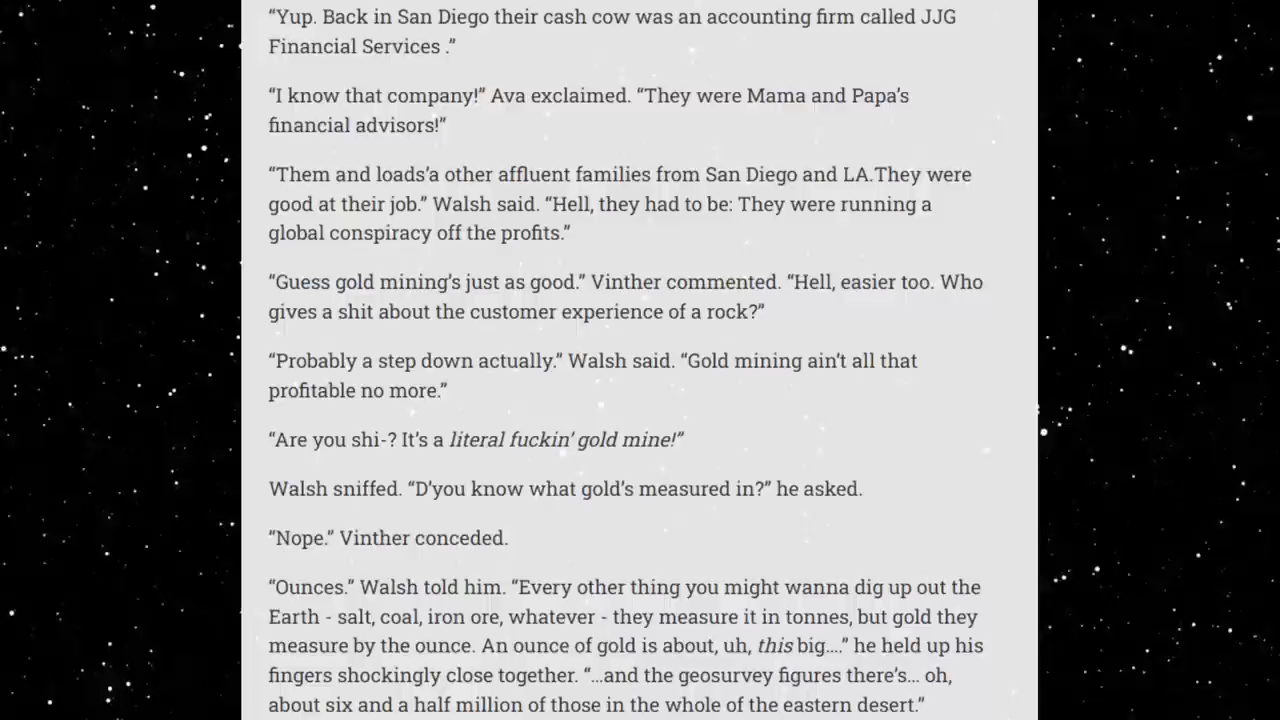 “Yup. Back in San Diego their cash cow was an accounting firm called JJG
Financial Services .”
“I know that company!” Ava exclaimed. “They were Mama and Papa’s
financial advisors!”
“Them and loads’a other affluent families from San Diego and LA.They were
good at their job.” Walsh said. “Hell, they had to be: They were running a
global conspiracy off the profits.”
“Guess gold mining’s just as good.” Vinther commented. “Hell, easier too. Who
gives a shit about the customer experience of a rock?”
“Probably a step down actually.” Walsh said. “Gold mining ain’t all that
profitable no more.”
“Are you shi-? It’s a literal fuckin’ gold mine!”
Walsh sniffed. “D’you know what gold’s measured in?” he asked.
“Nope.” Vinther conceded.
“Ounces.” Walsh told him. “Every other thing you might wanna dig up out the
Earth - salt, coal, iron ore, whatever - they measure it in tonnes, but gold they
measure by the ounce. An ounce of gold is about, uh, this big....” he held up his
fingers shockingly close together. “...and the geosurvey figures there’s... oh,
about six and a half million of those in the whole of the eastern desert.”